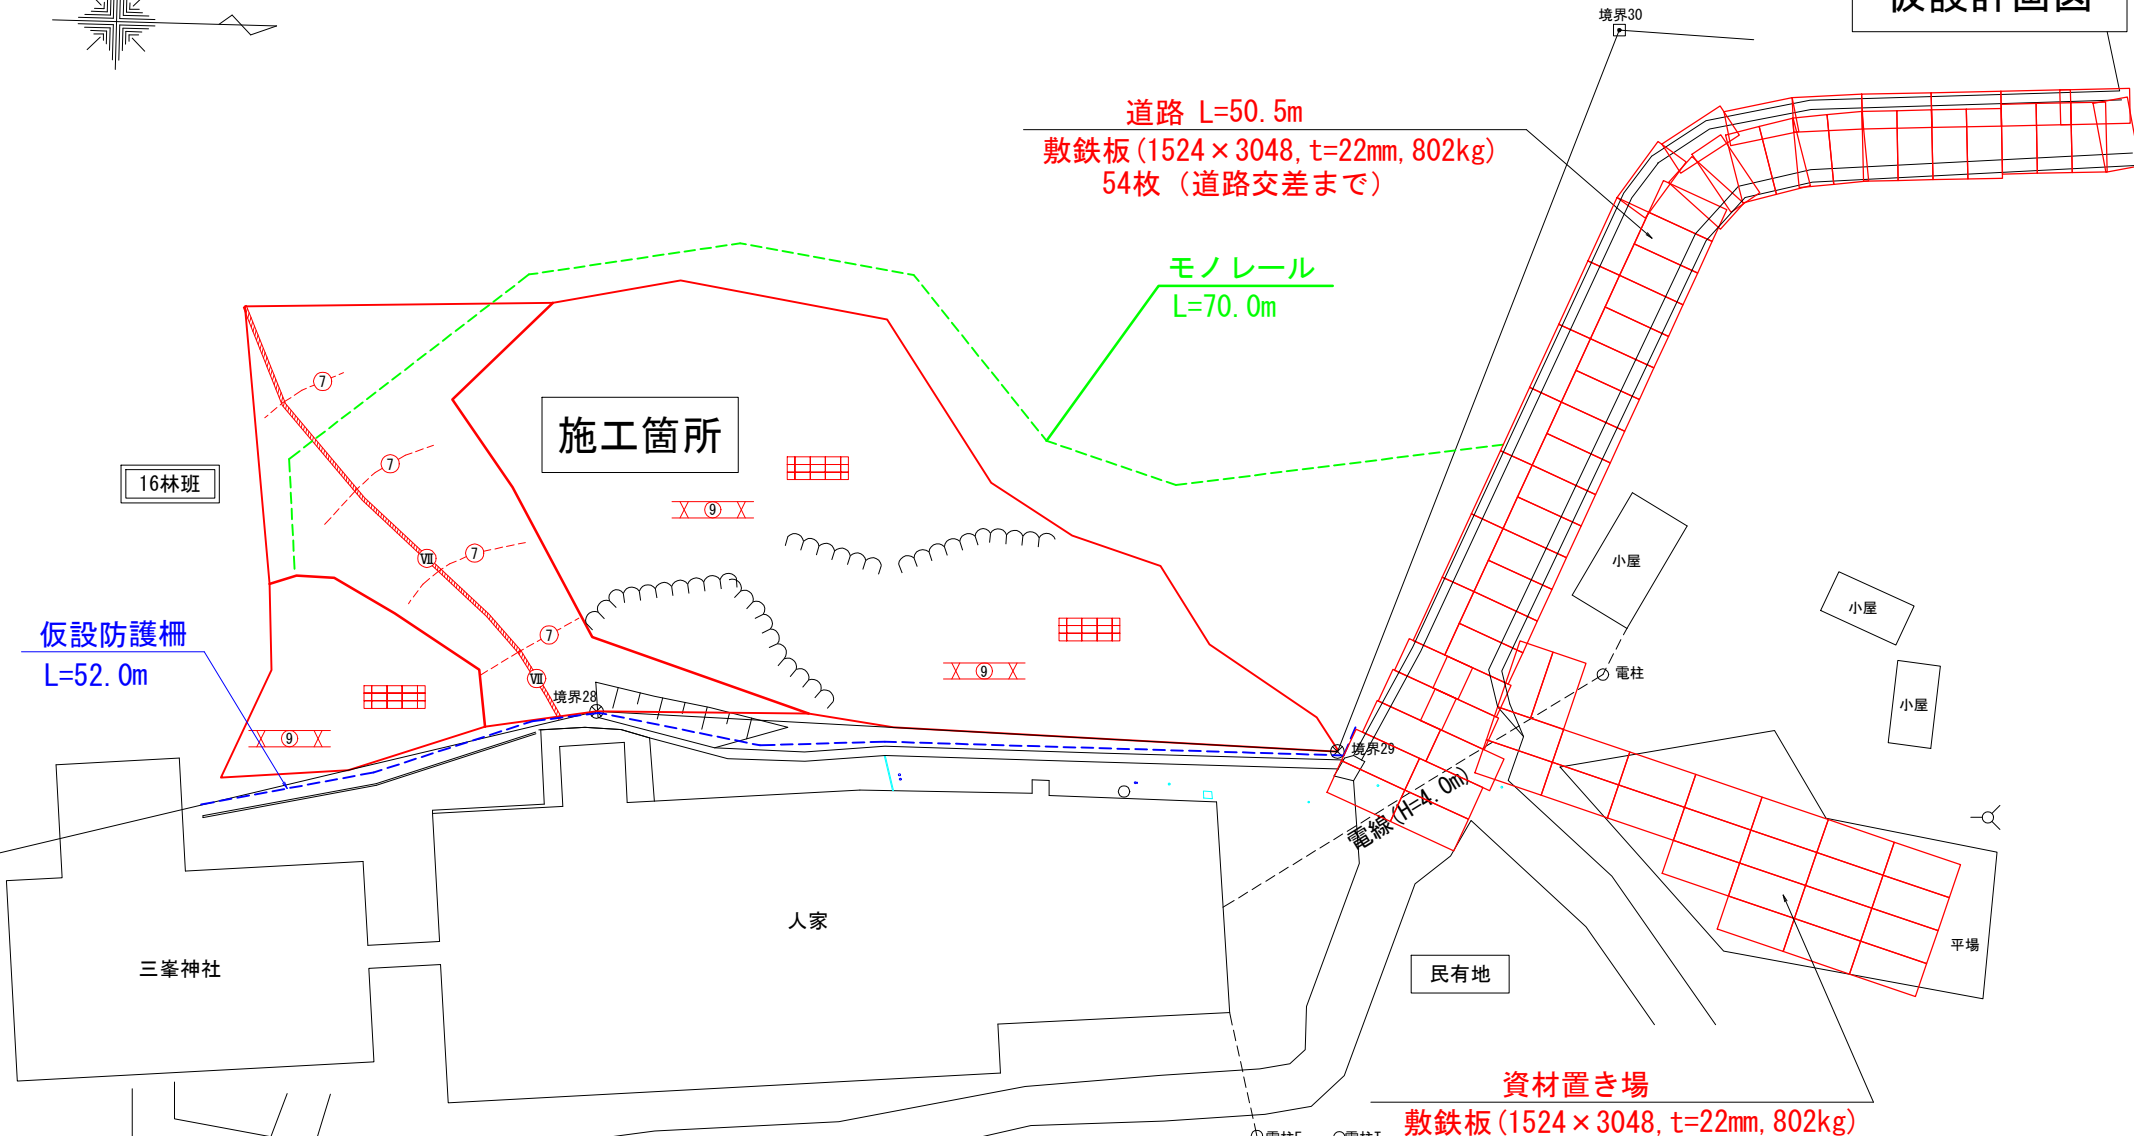 仮設計画図
境界30
道路 L=50.5m
敷鉄板(1524×3048,t=22mm,802kg)
54枚（道路交差まで）
モノレール
L=70.0m
施工箇所
16林班
⑦
⑦
⑦
⑦
Ⅶ
Ⅶ
⑨
⑨
⑨
仮設防護柵
L=52.0m
境界28
境界29
小屋
小屋
小屋
電柱
電線(H=4.0m)
人家
三峯神社
民有地
平場
資材置き場
敷鉄板(1524×3048,t=22mm,802kg)